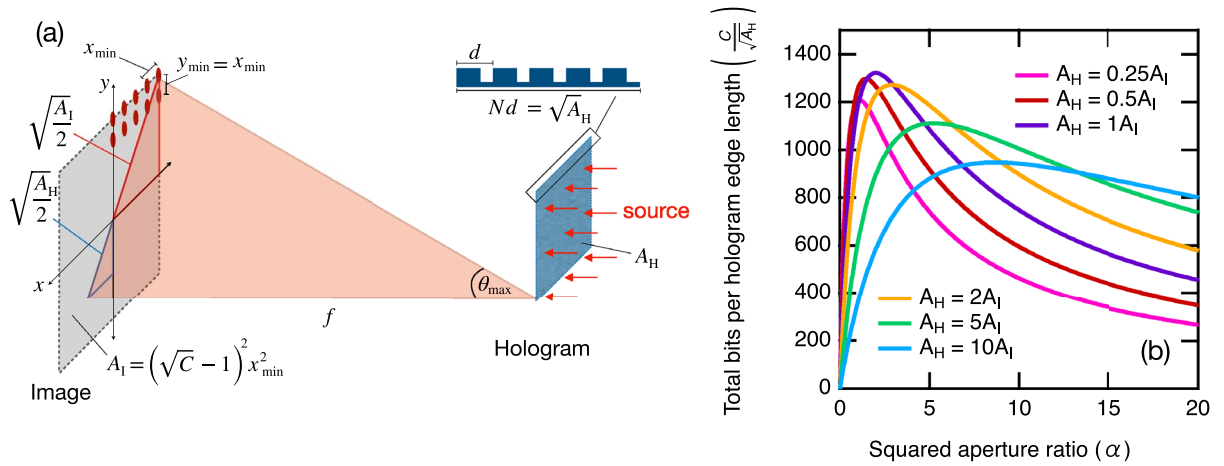 (a)
x_min
y_min = x_min
y
√A_I/2
√A_H/2
x
f
θ_max
A_I = (√C − 1)² x²_min
Image
d
Nd = √A_H
source
A_H
Hologram
Total bits per hologram edge length (C/√A_H)
1400
1200
1000
800
600
400
200
0
A_H = 0.25A_I
A_H = 0.5A_I
A_H = 1A_I
A_H = 2A_I
A_H = 5A_I
A_H = 10A_I
(b)
0 5 10 15 20
Squared aperture ratio (α)